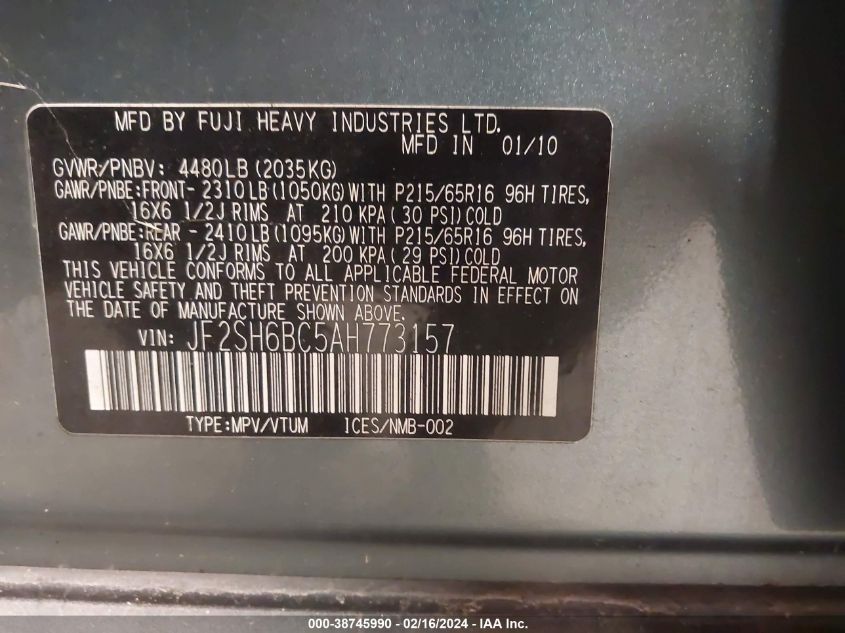 MFD BY FUJI HEAVY INDUSTRIES LTD.
MFD IN 01/10
GVWR/PNBV: 4480LB (2035KG)
GAWR/PNBE:FRONT- 2310 LB (1050KG) WITH P215/65R16 96H TIRES,
16X6 1/2J RIMS AT 210 KPA ( 30 PSI) COLD
GAWR/PNBE:REAR - 2410 LB (1095KG) WITH P215/65R16 96H TIRES,
16X6 1/2J RIMS AT 200 KPA ( 29 PSI) COLD
THIS VEHICLE CONFORMS TO ALL APPLICABLE FEDERAL MOTOR
VEHICLE SAFETY AND THEFT PREVENTION STANDARDS IN EFFECT ON
THE DATE OF MANUFACTURE SHOWN ABOVE.
VIN: JF2SH6BC5AH773157
TYPE:MPV/VTUM ICES/NMB-002
000-38745990 - 02/16/2024 - IAA Inc.